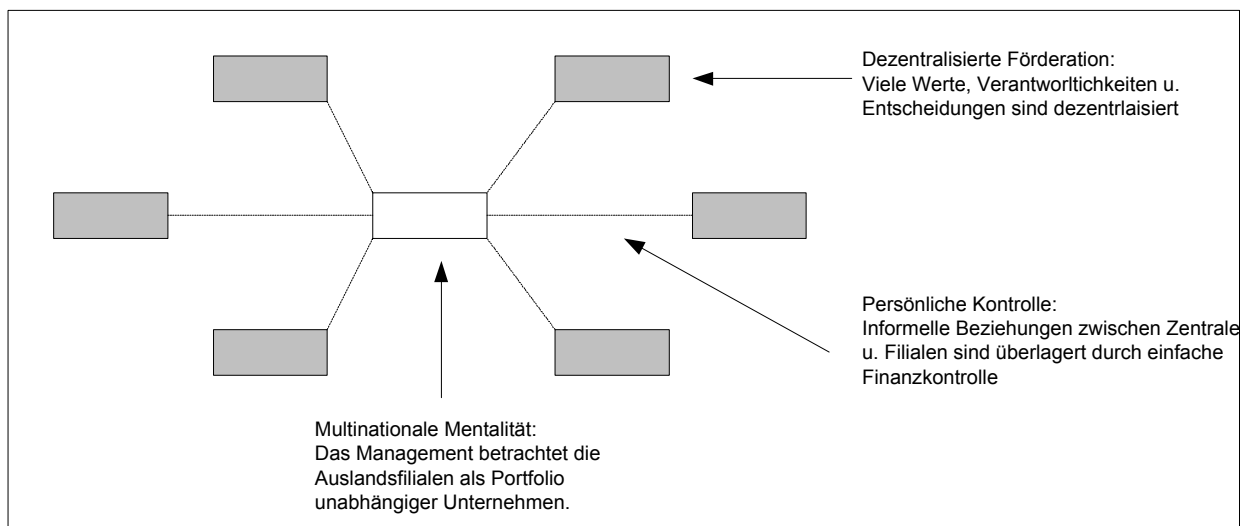 Dezentralisierte Förderation:
Viele Werte, Verantworltichkeiten u.
Entscheidungen sind dezentrlaisiert
Persönliche Kontrolle:
Informelle Beziehungen zwischen Zentrale
u. Filialen sind überlagert durch einfache
Finanzkontrolle
Multinationale Mentalität:
Das Management betrachtet die
Auslandsfilialen als Portfolio
unabhängiger Unternehmen.